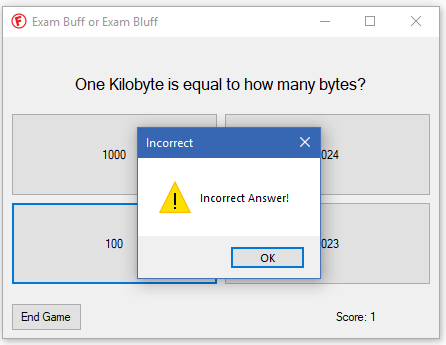 Exam Buff or Exam Bluff
One Kilobyte is equal to how many bytes?
1000
024
Incorrect
Incorrect Answer!
OK
100
023
End Game
Score: 1